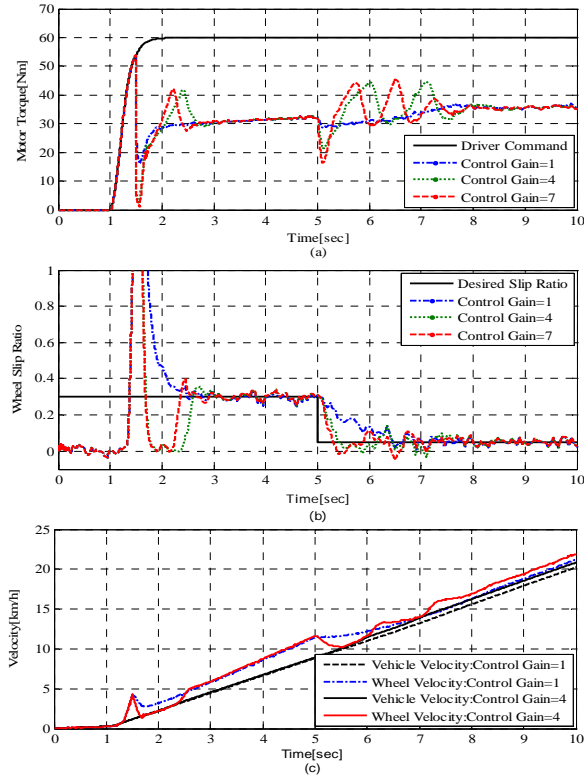 70
60
50
40
30
20
10
0
Motor Torque[Nm]
Driver Command
Control Gain=1
Control Gain=4
Control Gain=7
0 1 2 3 4 5 6 7 8 9 10
Time[sec]
(a)
1
0.8
0.6
0.4
0.2
0
Wheel Slip Ratio
Desired Slip Ratio
Control Gain=1
Control Gain=4
Control Gain=7
0 1 2 3 4 5 6 7 8 9 10
Time[sec]
(b)
25
20
15
10
5
0
Velocity[km/h]
Vehicle Velocity:Control Gain=1
Wheel Velocity:Control Gain=1
Vehicle Velocity:Control Gain=4
Wheel Velocity:Control Gain=4
0 1 2 3 4 5 6 7 8 9 10
Time[sec]
(c)